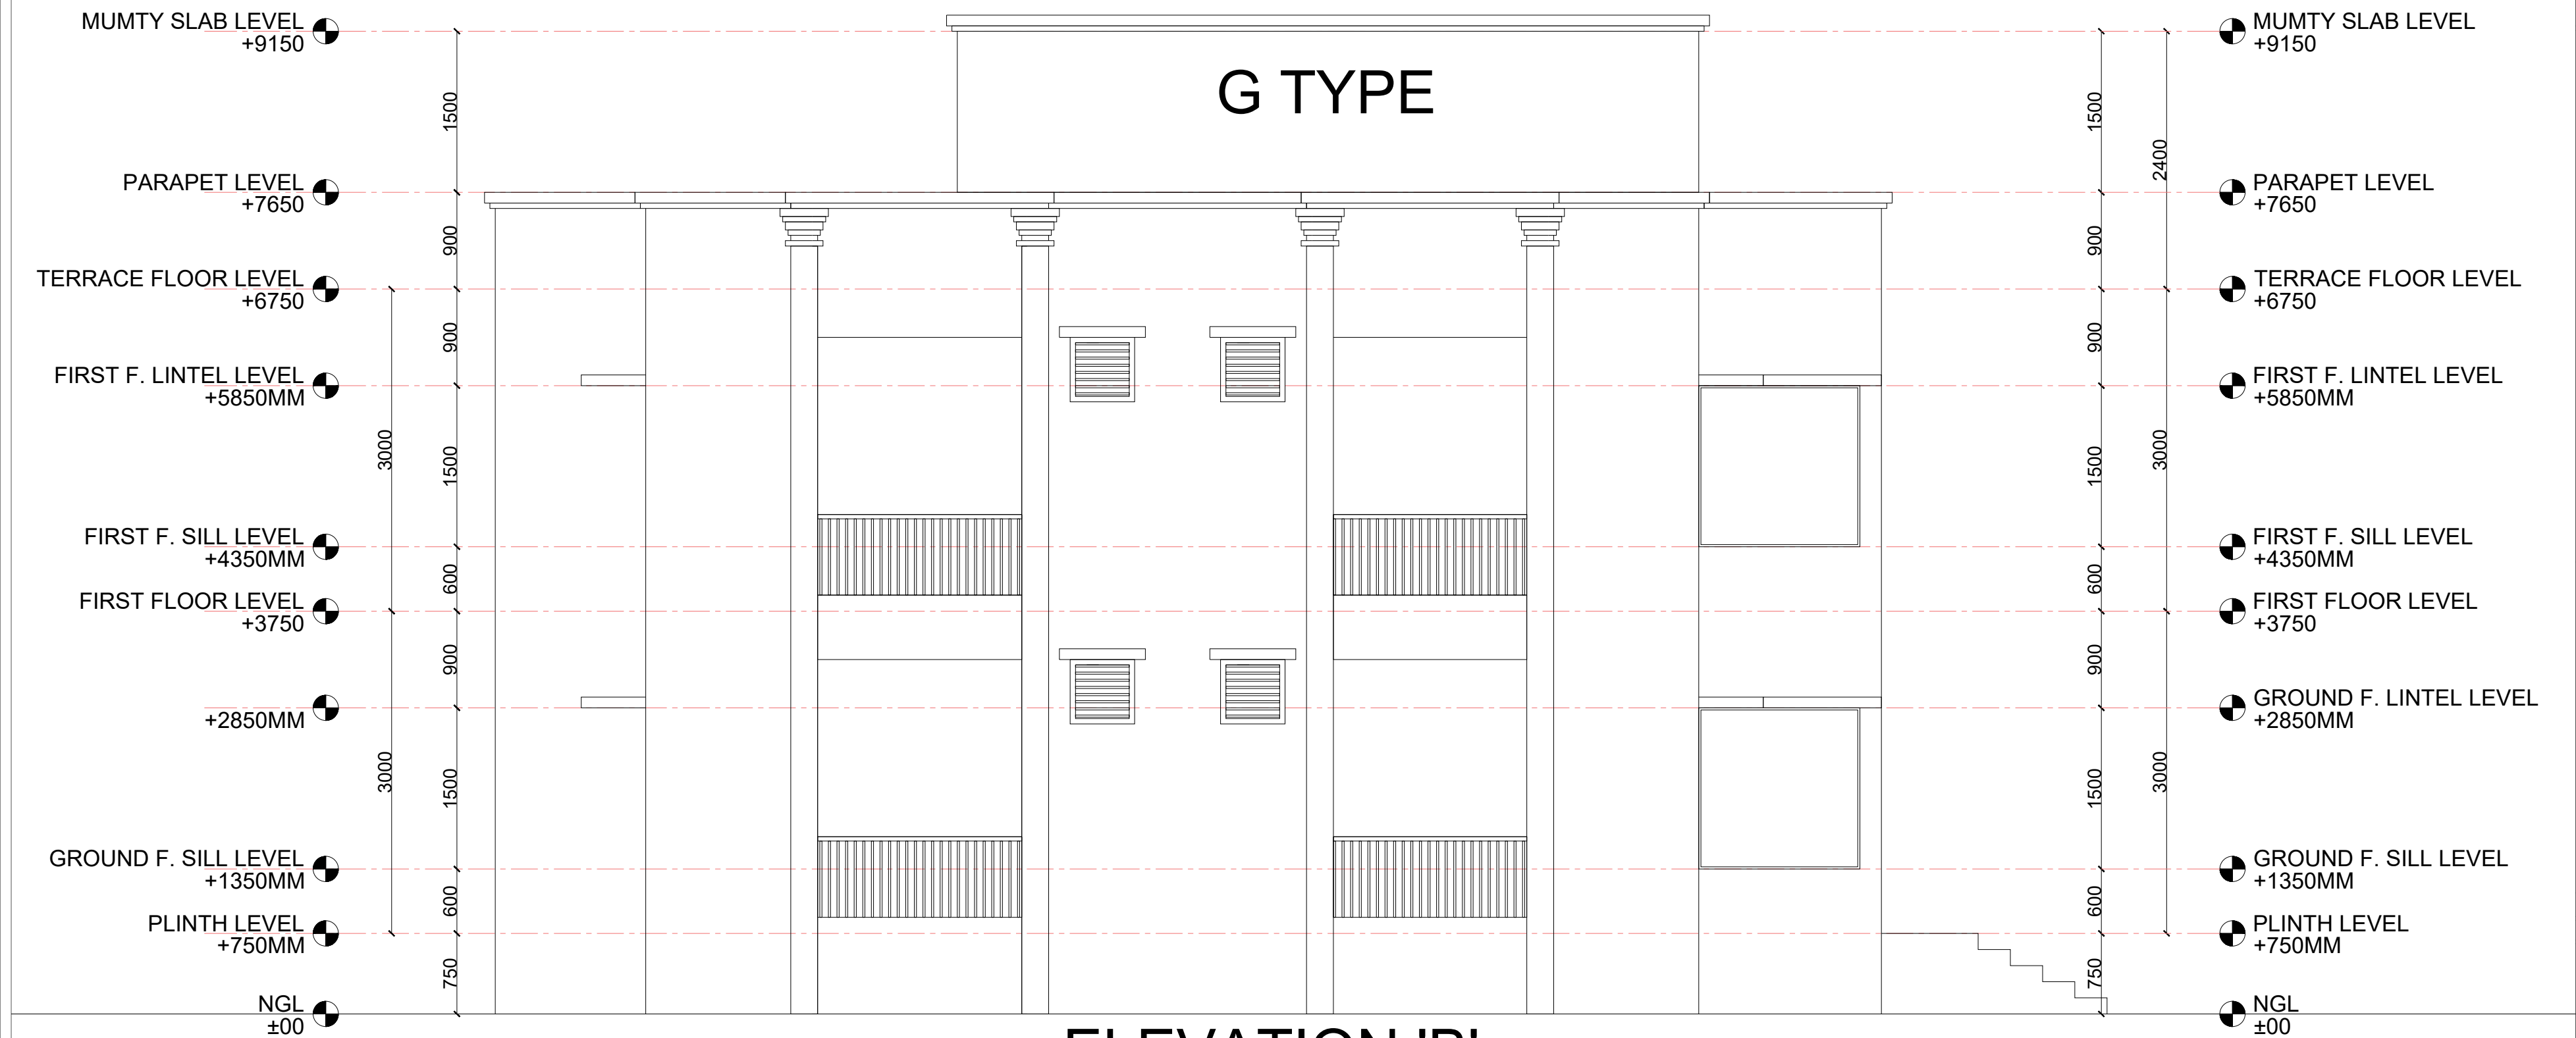 MUMTY SLAB LEVEL
+9150
G TYPE
MUMTY SLAB LEVEL
+9150
1500
1500
2400
PARAPET LEVEL
+7650
PARAPET LEVEL
+7650
900
900
TERRACE FLOOR LEVEL
+6750
TERRACE FLOOR LEVEL
+6750
900
900
FIRST F. LINTEL LEVEL
+5850MM
FIRST F. LINTEL LEVEL
+5850MM
3000
1500
1500
3000
FIRST F. SILL LEVEL
+4350MM
FIRST F. SILL LEVEL
+4350MM
600
600
FIRST FLOOR LEVEL
+3750
FIRST FLOOR LEVEL
+3750
900
900
+2850MM
GROUND F. LINTEL LEVEL
+2850MM
3000
1500
1500
3000
GROUND F. SILL LEVEL
+1350MM
GROUND F. SILL LEVEL
+1350MM
600
600
PLINTH LEVEL
+750MM
PLINTH LEVEL
+750MM
750
750
NGL
±00
NGL
±00
ELEVATION